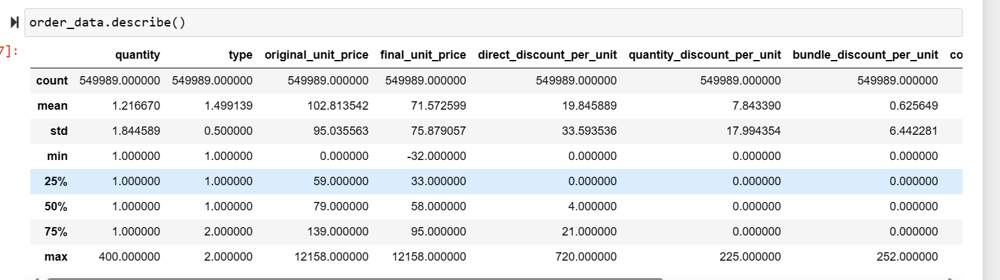 order_data.describe()
7]:
quantity type original_unit_price final_unit_price direct_discount_per_unit quantity_discount_per_unit bundle_discount_per_unit co
count 549989.000000 549989.000000 549989.000000 549989.000000 549989.000000 549989.000000 549989.000000
mean 1.216670 1.499139 102.813542 71.572599 19.845889 7.843390 0.625649
std 1.844589 0.500000 95.035563 75.879057 33.593536 17.994354 6.442281
min 1.000000 1.000000 0.000000 -32.000000 0.000000 0.000000 0.000000
25% 1.000000 1.000000 59.000000 33.000000 0.000000 0.000000 0.000000
50% 1.000000 1.000000 79.000000 58.000000 4.000000 0.000000 0.000000
75% 1.000000 2.000000 139.000000 95.000000 21.000000 0.000000 0.000000
max 400.000000 2.000000 12158.000000 12158.000000 720.000000 225.000000 252.000000